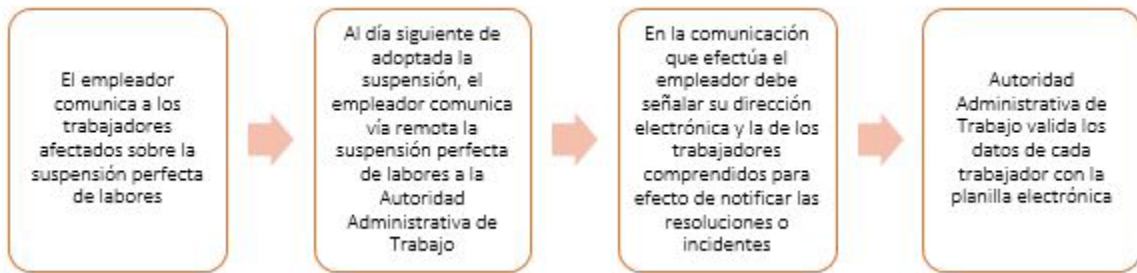 El empleador
comunica a los
trabajadores
afectados sobre la
suspensión perfecta
de labores
Al día siguiente de
adoptada la
suspensión, el
empleador comunica
vía remota la
suspensión perfecta
de labores a la
Autoridad
Administrativa de
Trabajo
En la comunicación
que efectúa el
empleador debe
señalar su dirección
electrónica y la de los
trabajadores
comprendidos para
efecto de notificar las
resoluciones o
incidentes
Autoridad
Administrativa de
Trabajo valida los
datos de cada
trabajador con la
planilla electrónica